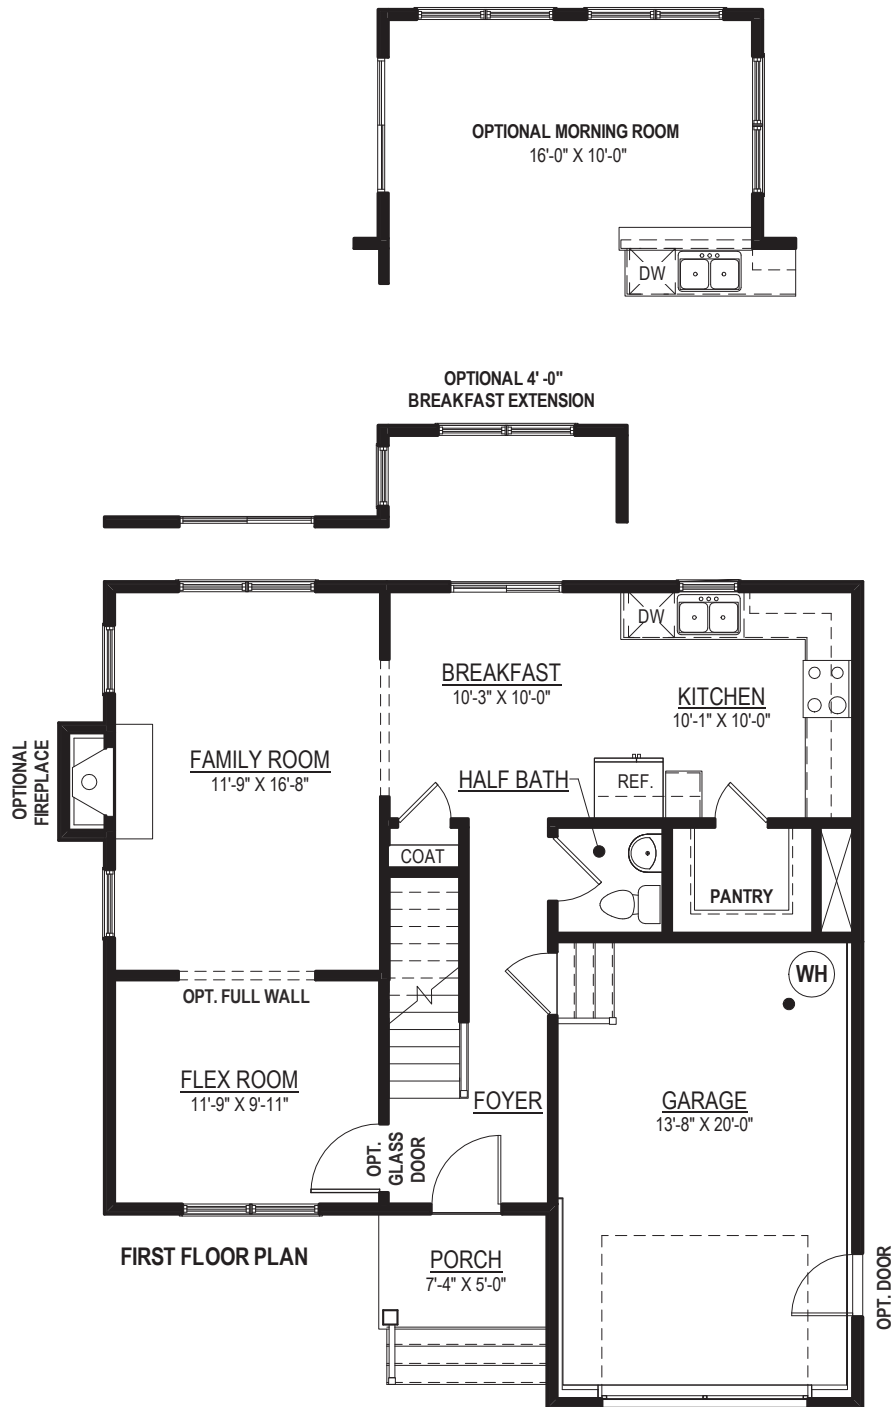 OPTIONAL MORNING ROOM
16'-0" X 10'-0"
DW
OPTIONAL 4' -0"
BREAKFAST EXTENSION
DW
BREAKFAST
10'-3" X 10'-0"
KITCHEN
10'-1" X 10'-0"
OPTIONAL
FIREPLACE
FAMILY ROOM
11'-9" X 16'-8"
HALF BATH
REF.
COAT
PANTRY
WH
OPT. FULL WALL
FLEX ROOM
11'-9" X 9'-11"
OPT.
GLASS
DOOR
FOYER
GARAGE
13'-8" X 20'-0"
FIRST FLOOR PLAN
PORCH
7'-4" X 5'-0"
OPT. DOOR